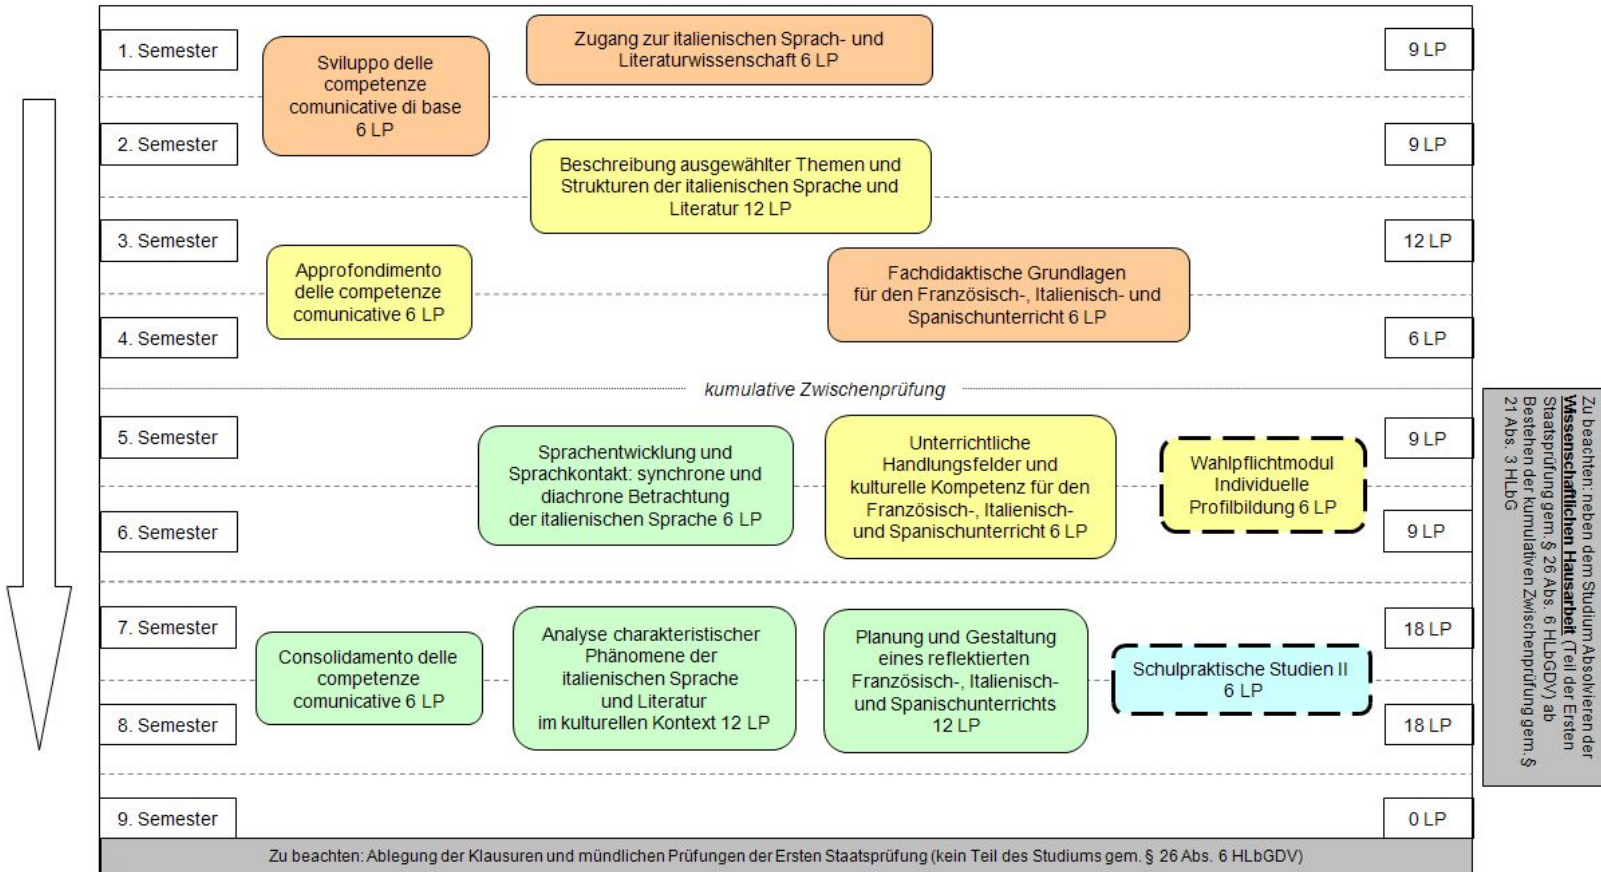 1. Semester
Sviluppo delle
competenze
comunicative di base
6 LP
Zugang zur italienischen Sprach- und
Literaturwissenschaft 6 LP
9 LP
2. Semester
Beschreibung ausgewählter Themen und
Strukturen der italienischen Sprache und
Literatur 12 LP
9 LP
3. Semester
Approfondimento
delle competenze
comunicative 6 LP
Fachdidaktische Grundlagen
für den Französisch-, Italienisch- und
Spanischunterricht 6 LP
12 LP
4. Semester
6 LP
kumulative Zwischenprüfung
5. Semester
Sprachentwicklung und
Sprachkontakt: synchrone und
diachrone Betrachtung
der italienischen Sprache 6 LP
Unterrichtliche
Handlungsfelder und
kulturelle Kompetenz für den
Französisch-, Italienisch-
und Spanischunterricht 6 LP
Wahlpflichtmodul
Individuelle
Profilbildung 6 LP
9 LP
6. Semester
9 LP
7. Semester
Consolidamento delle
competenze
comunicative 6 LP
Analyse charakteristischer
Phänomene der
italienischen Sprache
und Literatur
im kulturellen Kontext 12 LP
Planung und Gestaltung
eines reflektierten
Französisch-, Italienisch-
und Spanischunterrichts
12 LP
Schulpraktische Studien II
6 LP
18 LP
8. Semester
18 LP
9. Semester
0 LP
Zu beachten: Ablegung der Klausuren und mündlichen Prüfungen der Ersten Staatsprüfung (kein Teil des Studiums gem. § 26 Abs. 6 HLbGDV)
Zu beachten: neben dem Studium Absolvieren der
Wissenschaftlichen Hausarbeit (Teil der Ersten
Staatsprüfung gem. § 26 Abs. 6 HLbGDV) ab
Bestehen der kumulativen Zwischenprüfung gem. §
21 Abs. 3 HLbG